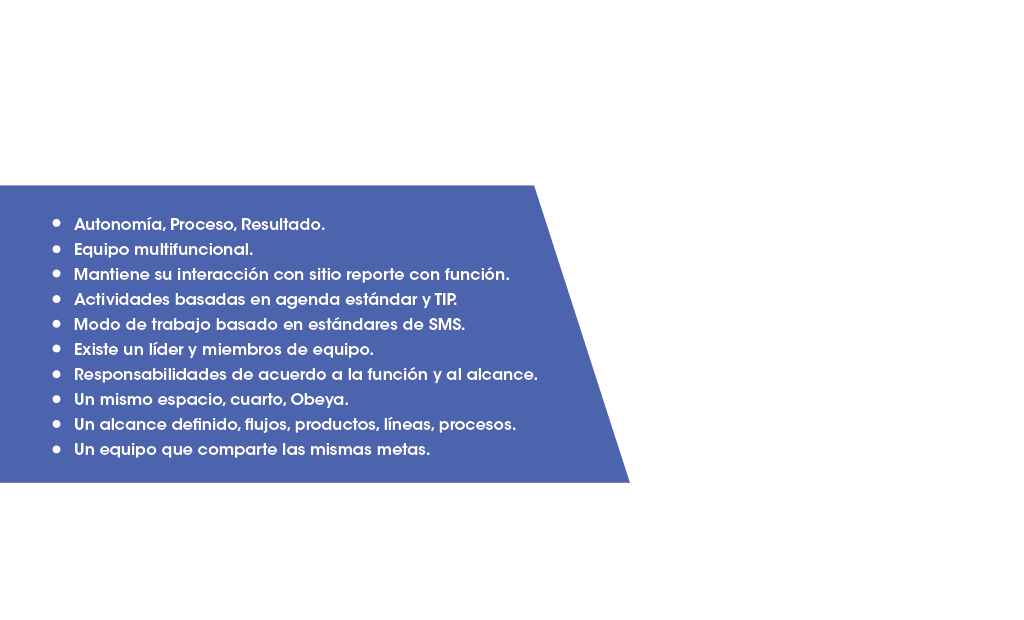 • Autonomía, Proceso, Resultado.
• Equipo multifuncional.
• Mantiene su interacción con sitio reporte con función.
• Actividades basadas en agenda estándar y TIP.
• Modo de trabajo basado en estándares de SMS.
• Existe un líder y miembros de equipo.
• Responsabilidades de acuerdo a la función y al alcance.
• Un mismo espacio, cuarto, Obeya.
• Un alcance definido, flujos, productos, líneas, procesos.
• Un equipo que comparte las mismas metas.